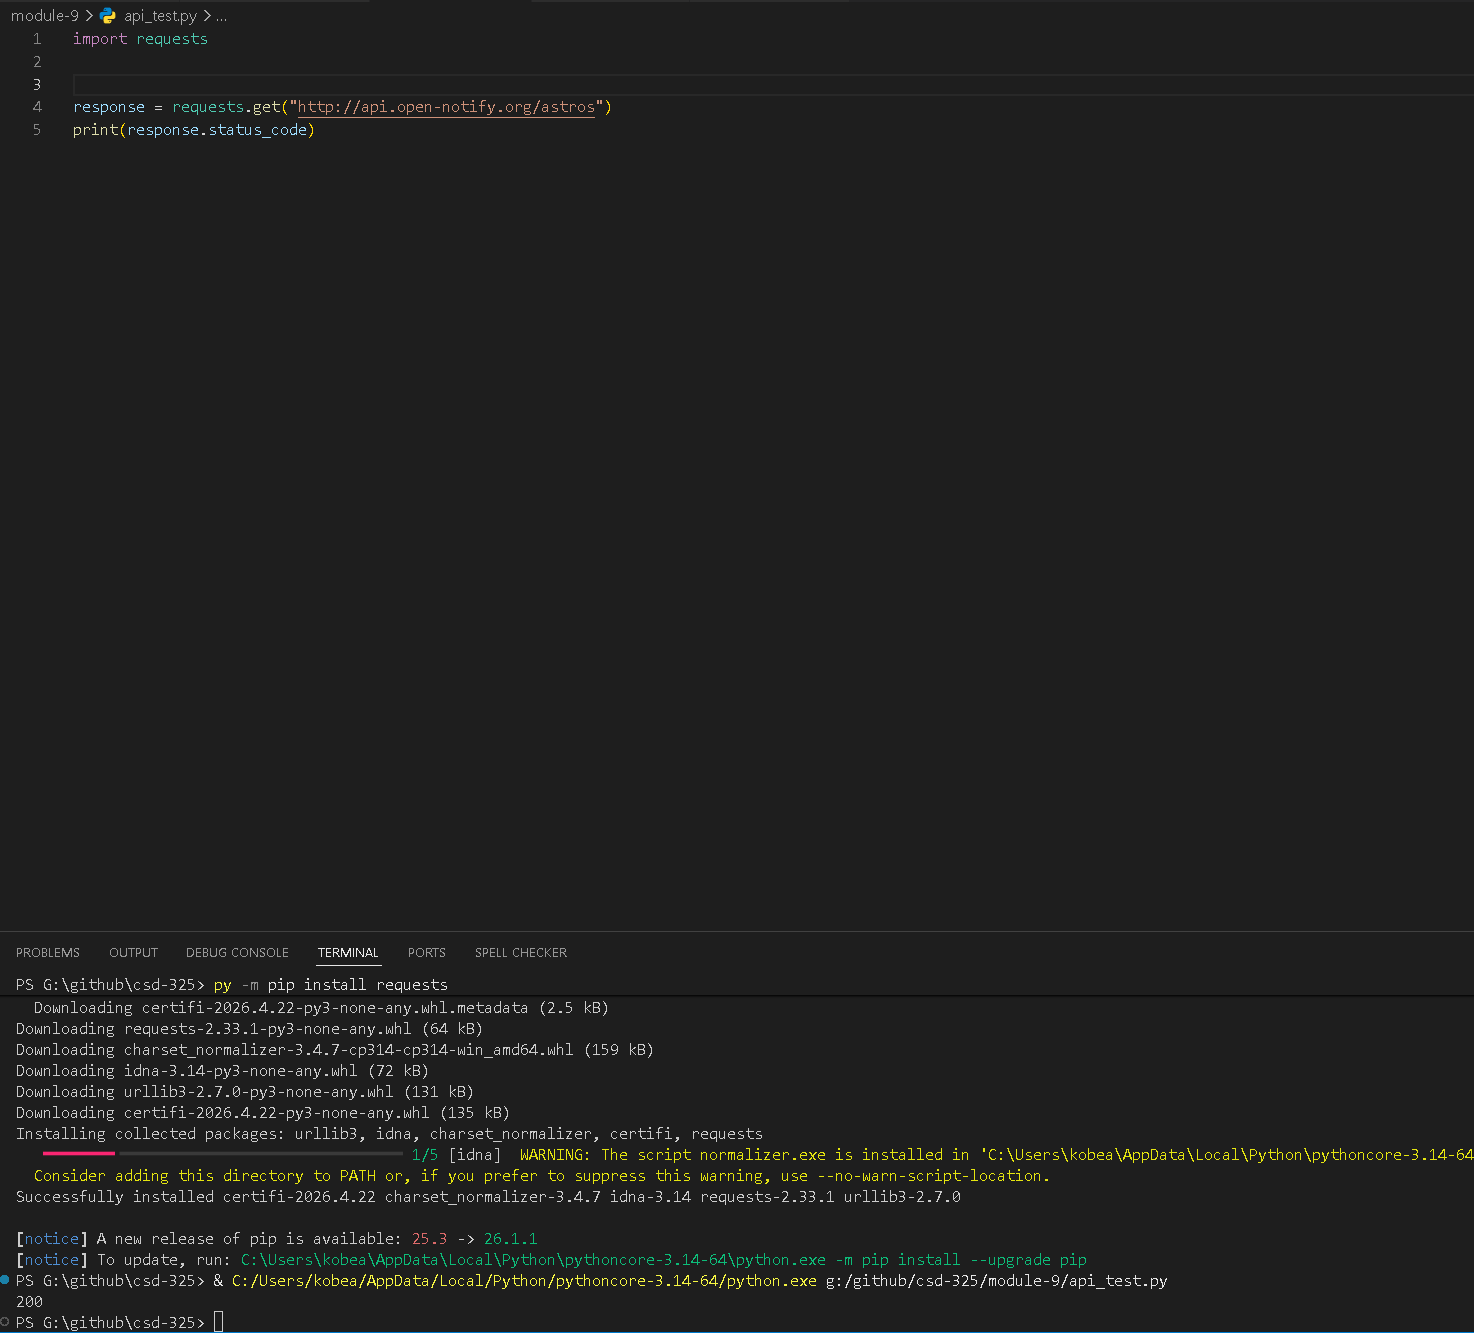 module-9 > api_test.py > ...
1 import requests
2
3
4 response = requests.get("http://api.open-notify.org/astros")
5 print(response.status_code)
PROBLEMS OUTPUT DEBUG CONSOLE TERMINAL PORTS SPELL CHECKER
PS G:\github\csd-325> py -m pip install requests
Downloading certifi-2026.4.22-py3-none-any.whl.metadata (2.5 kB)
Downloading requests-2.33.1-py3-none-any.whl (64 kB)
Downloading charset_normalizer-3.4.7-cp314-cp314-win_amd64.whl (159 kB)
Downloading idna-3.14-py3-none-any.whl (72 kB)
Downloading urllib3-2.7.0-py3-none-any.whl (131 kB)
Downloading certifi-2026.4.22-py3-none-any.whl (135 kB)
Installing collected packages: urllib3, idna, charset_normalizer, certifi, requests
1/5 [idna] WARNING: The script normalizer.exe is installed in 'C:\Users\kobea\AppData\Local\Python\pythoncore-3.14-64
Consider adding this directory to PATH or, if you prefer to suppress this warning, use --no-warn-script-location.
Successfully installed certifi-2026.4.22 charset_normalizer-3.4.7 idna-3.14 requests-2.33.1 urllib3-2.7.0
[notice] A new release of pip is available: 25.3 -> 26.1.1
[notice] To update, run: C:\Users\kobea\AppData\Local\Python\pythoncore-3.14-64\python.exe -m pip install --upgrade pip
PS G:\github\csd-325> & C:/Users/kobea/AppData/Local/Python/pythoncore-3.14-64/python.exe g:/github/csd-325/module-9/api_test.py
200
PS G:\github\csd-325>